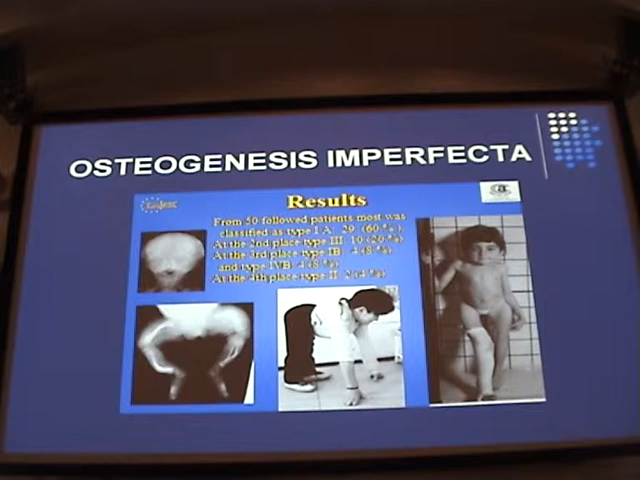 OSTEOGENESIS IMPERFECTA
Results
From 50 followed patients most was
classified as type I A: 29 (60 %),
At the 2nd place type III: 10 (20 %)
At the 3rd place type IB: 4 (8 %)
and type IVB: 4 (8 %)
At the 4th place type II: 2 (4 %)